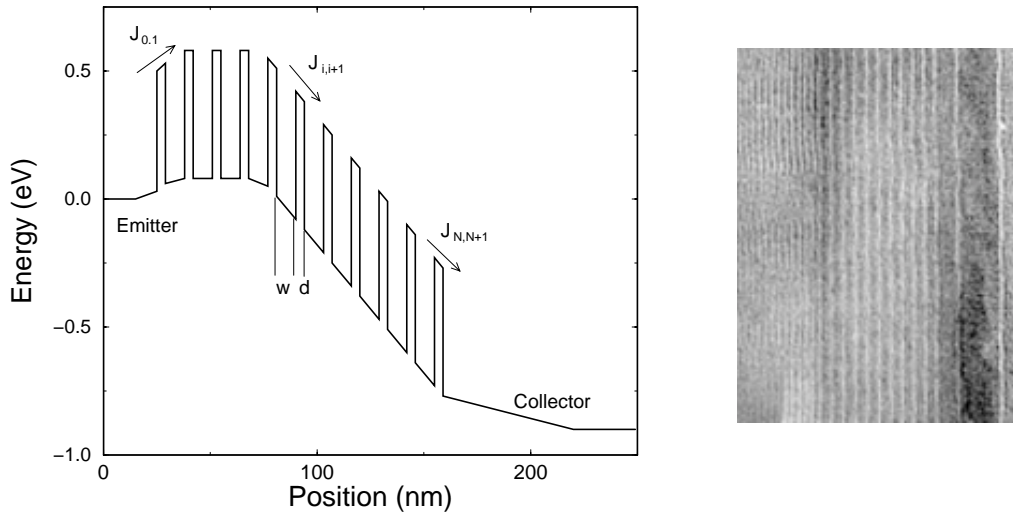 J0.1
Ji,i+1
0.5
0.0
Emitter
JN,N+1
w d
−0.5
Collector
−1.0
0 100 200
Energy (eV)
Position (nm)